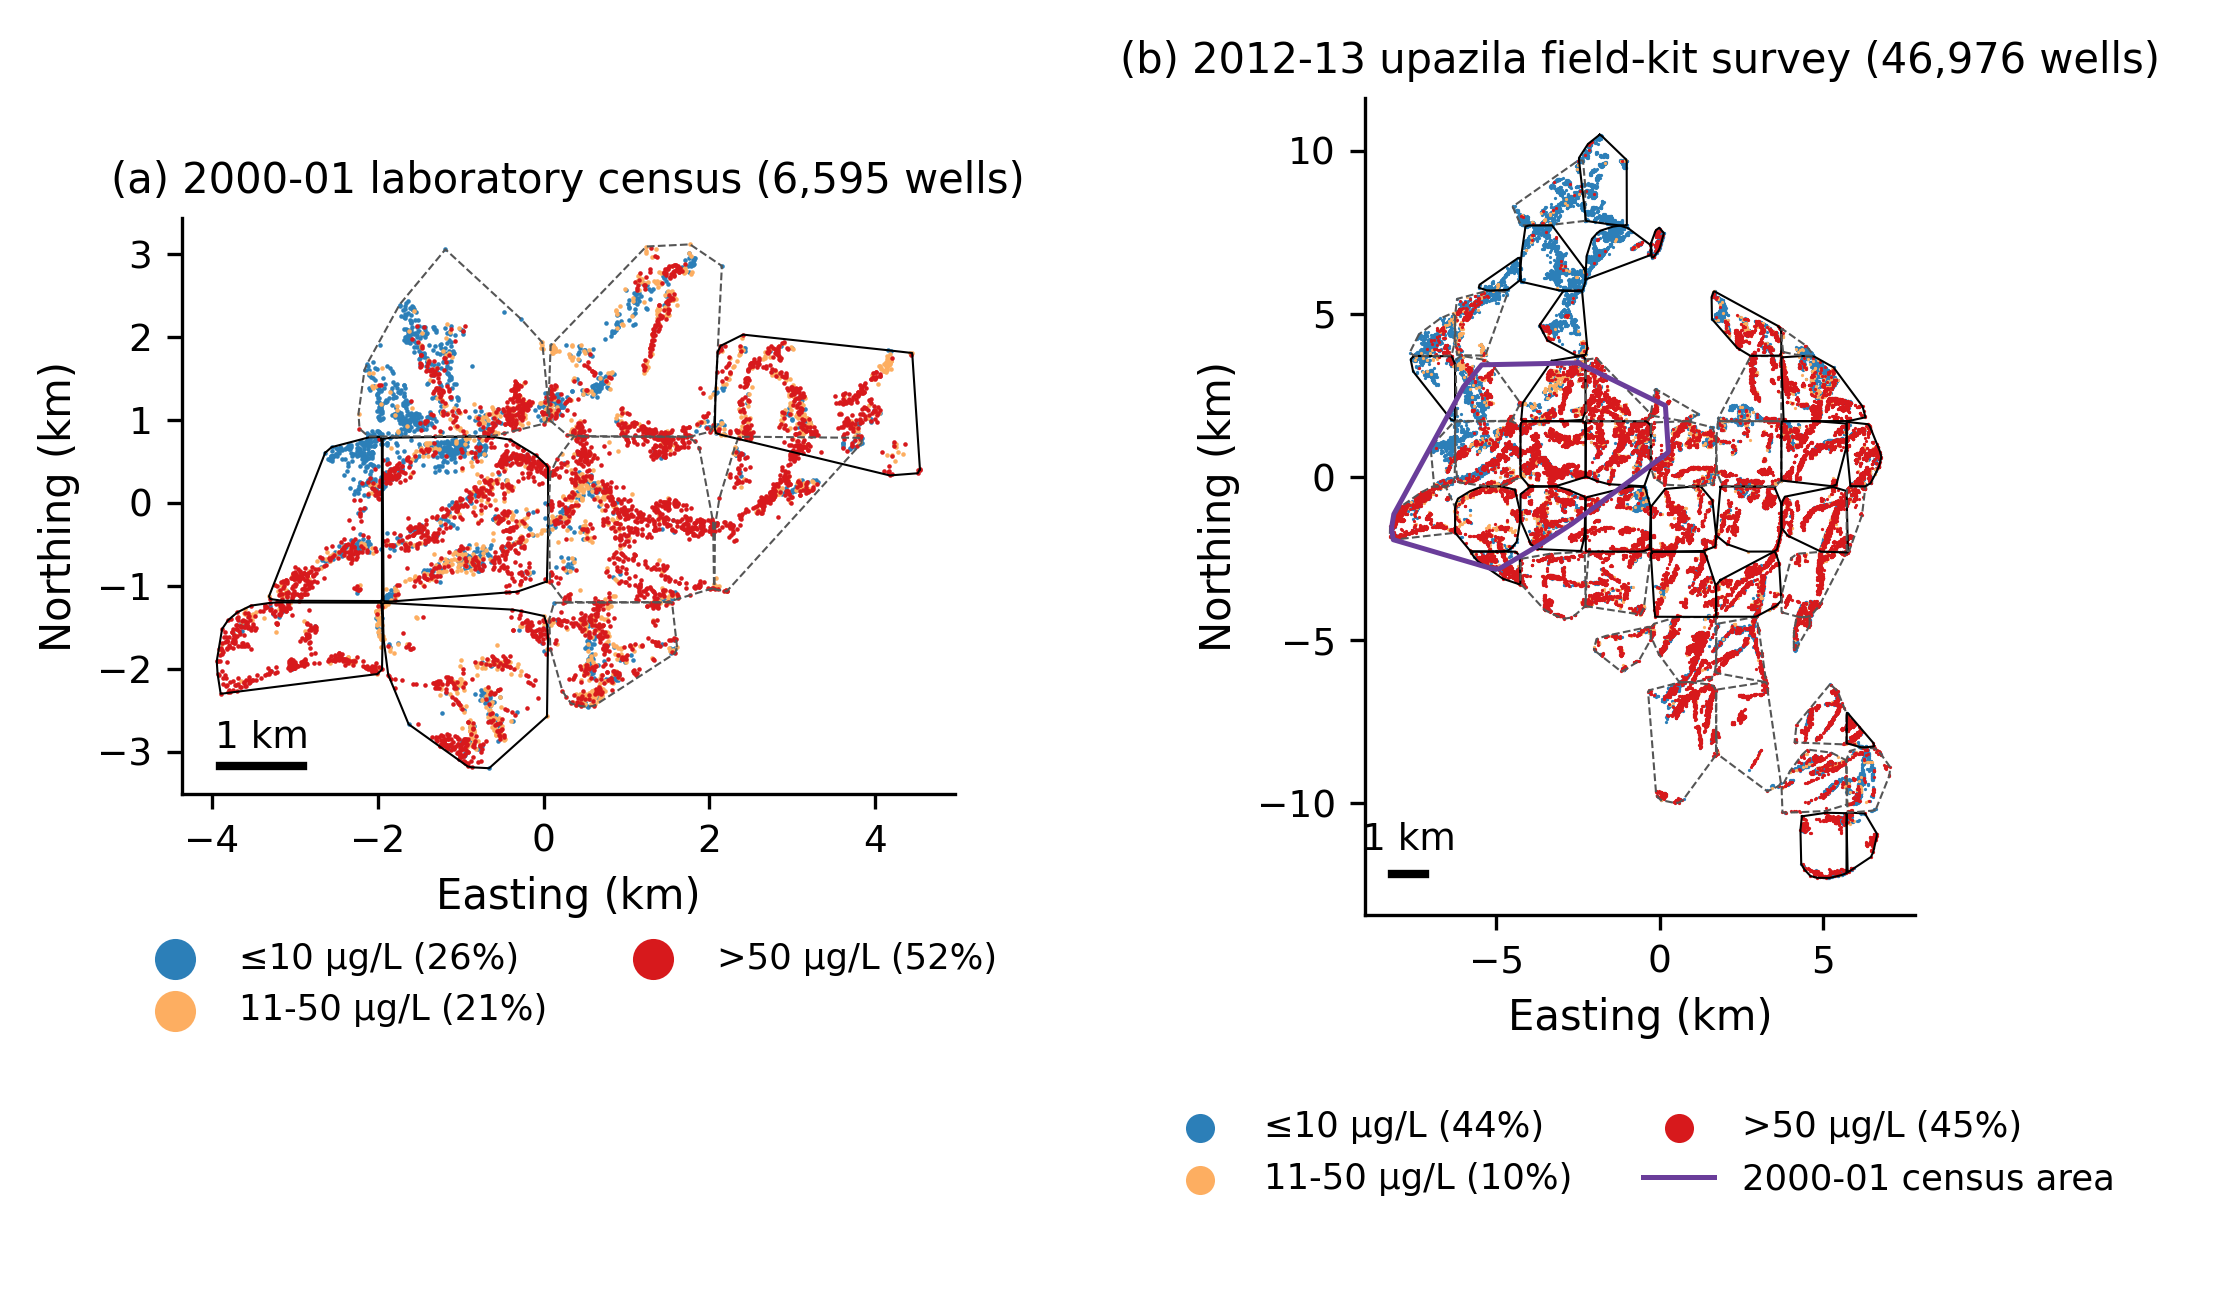 (a) 2000-01 laboratory census (6,595 wells)
3
2
1
0
−1
−2
−3
Northing (km)
1 km
−4
−2
0
2
4
Easting (km)
≤10 µg/L (26%)
11-50 µg/L (21%)
>50 µg/L (52%)
(b) 2012-13 upazila field-kit survey (46,976 wells)
10
5
0
−5
−10
Northing (km)
1 km
−5
0
5
Easting (km)
≤10 µg/L (44%)
11-50 µg/L (10%)
>50 µg/L (45%)
2000-01 census area